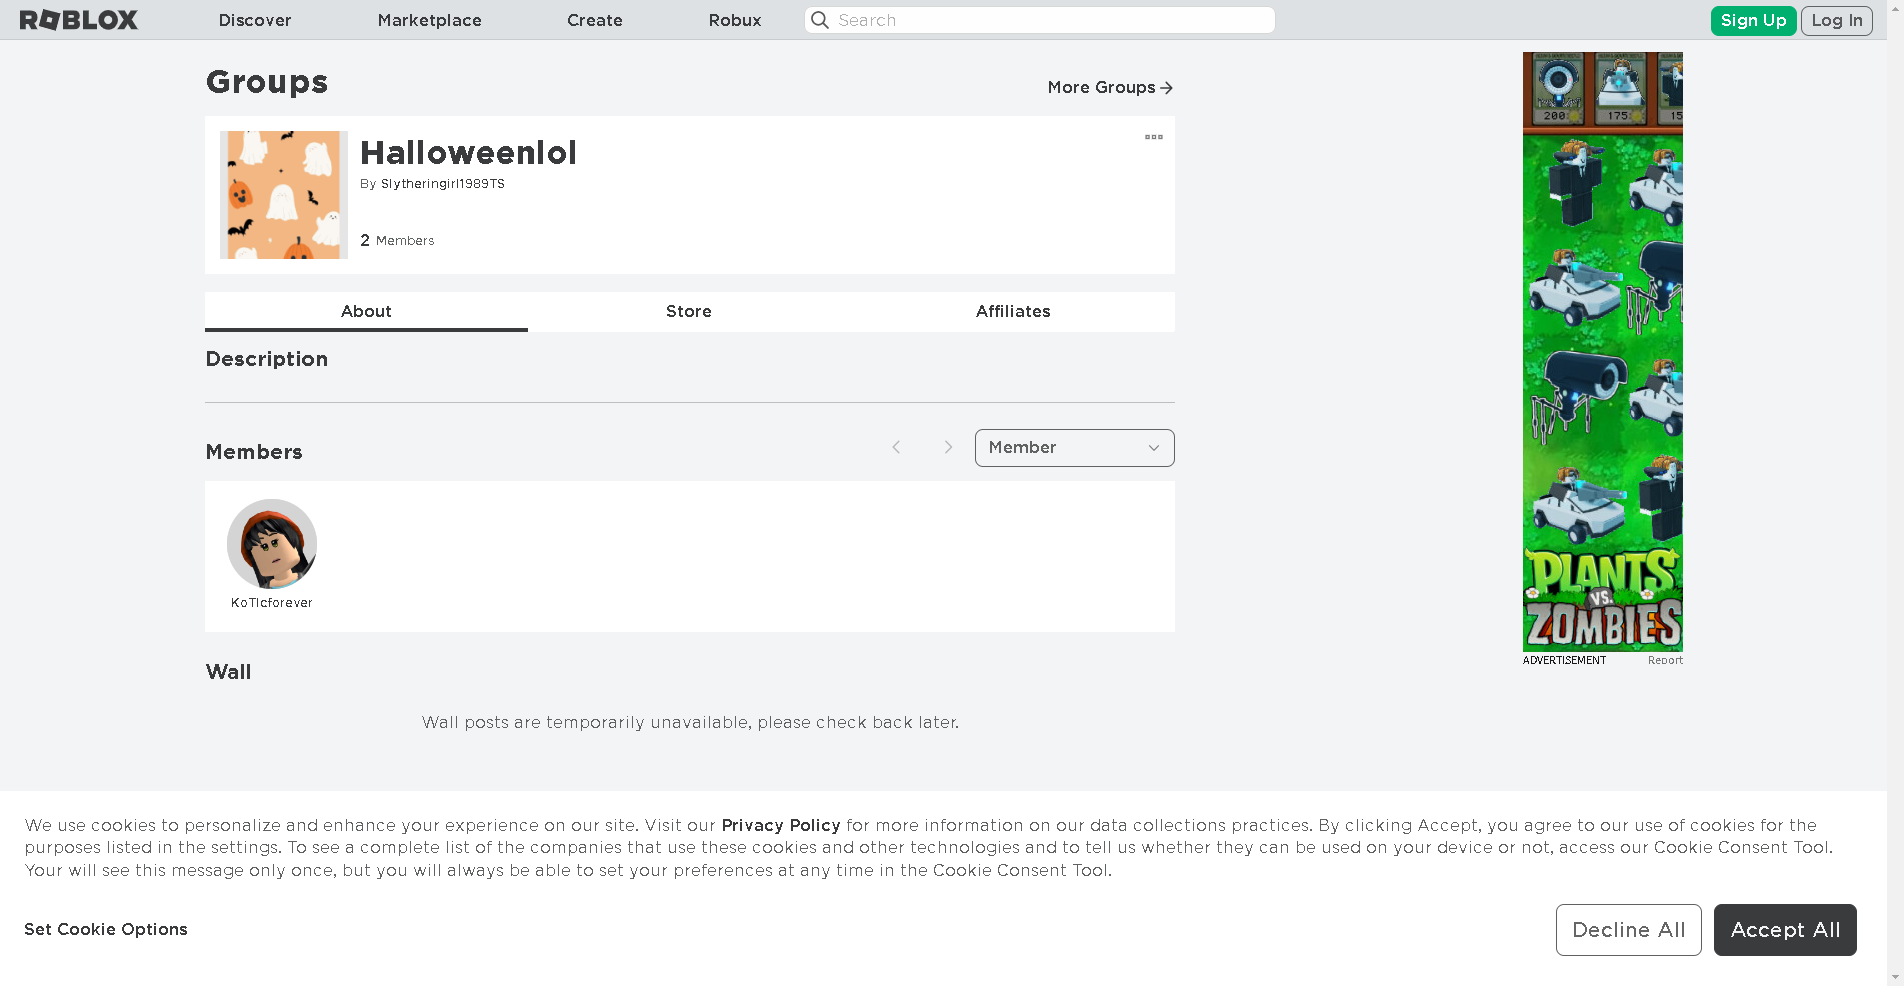 ROBLOX
Discover
Marketplace
Create
Robux
Search
Sign Up
Log In
Groups
More Groups
Halloweenlol
By Slytheringirl1989TS
2 Members
About
Store
Affiliates
Description
Members
Member
KoTlcforever
Wall
Wall posts are temporarily unavailable, please check back later.
200
175
15
PLANTS
VS.
ZOMBIES
ADVERTISEMENT
Report
We use cookies to personalize and enhance your experience on our site. Visit our Privacy Policy for more information on our data collections practices. By clicking Accept, you agree to our use of cookies for the
purposes listed in the settings. To see a complete list of the companies that use these cookies and other technologies and to tell us whether they can be used on your device or not, access our Cookie Consent Tool.
Your will see this message only once, but you will always be able to set your preferences at any time in the Cookie Consent Tool.
Set Cookie Options
Decline All
Accept All